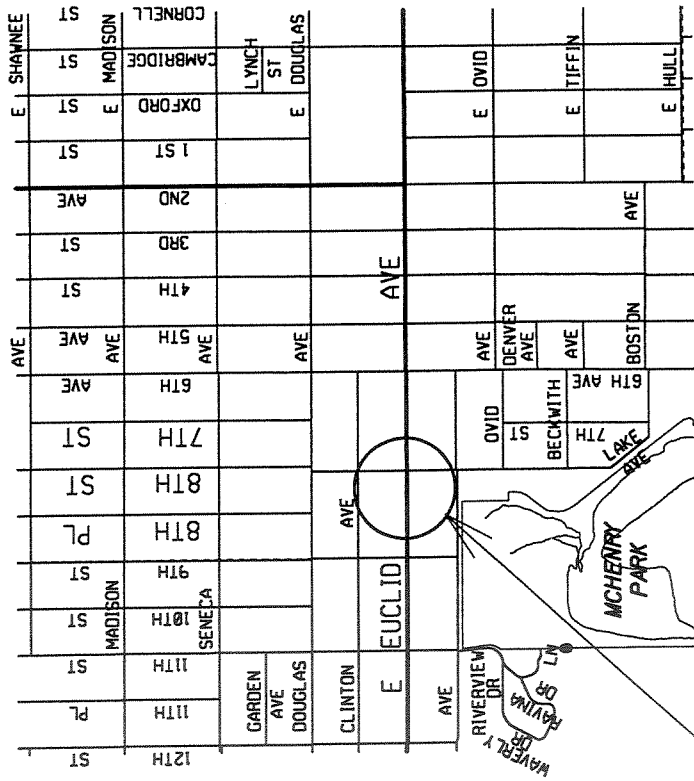 AVE E SHAWNEE
MADISON AVE E MADISON
SENECA AVE
GARDEN
AVE
LYNCH
ST
DOUGLAS AVE E DOUGLAS
CLINTON AVE
E EUCLID AVE
AVE
OVID AVE E OVID
DENVER
AVE
BECKWITH AVE E TIFFIN
BOSTON AVE
E HULL
12TH ST
11TH PL
11TH ST
10TH ST
9TH ST
8TH PL
8TH ST
7TH ST
6TH AVE
5TH AVE
4TH ST
3RD ST
2ND AVE
1 ST ST
OXFORD ST
CAMBRIDGE ST
CORNELL ST
7TH ST
6TH AVE
LAKE
AVE
MCHENRY
PARK
RIVERVIEW
DR
RAVINA DR
LN
WAVERLY
DR